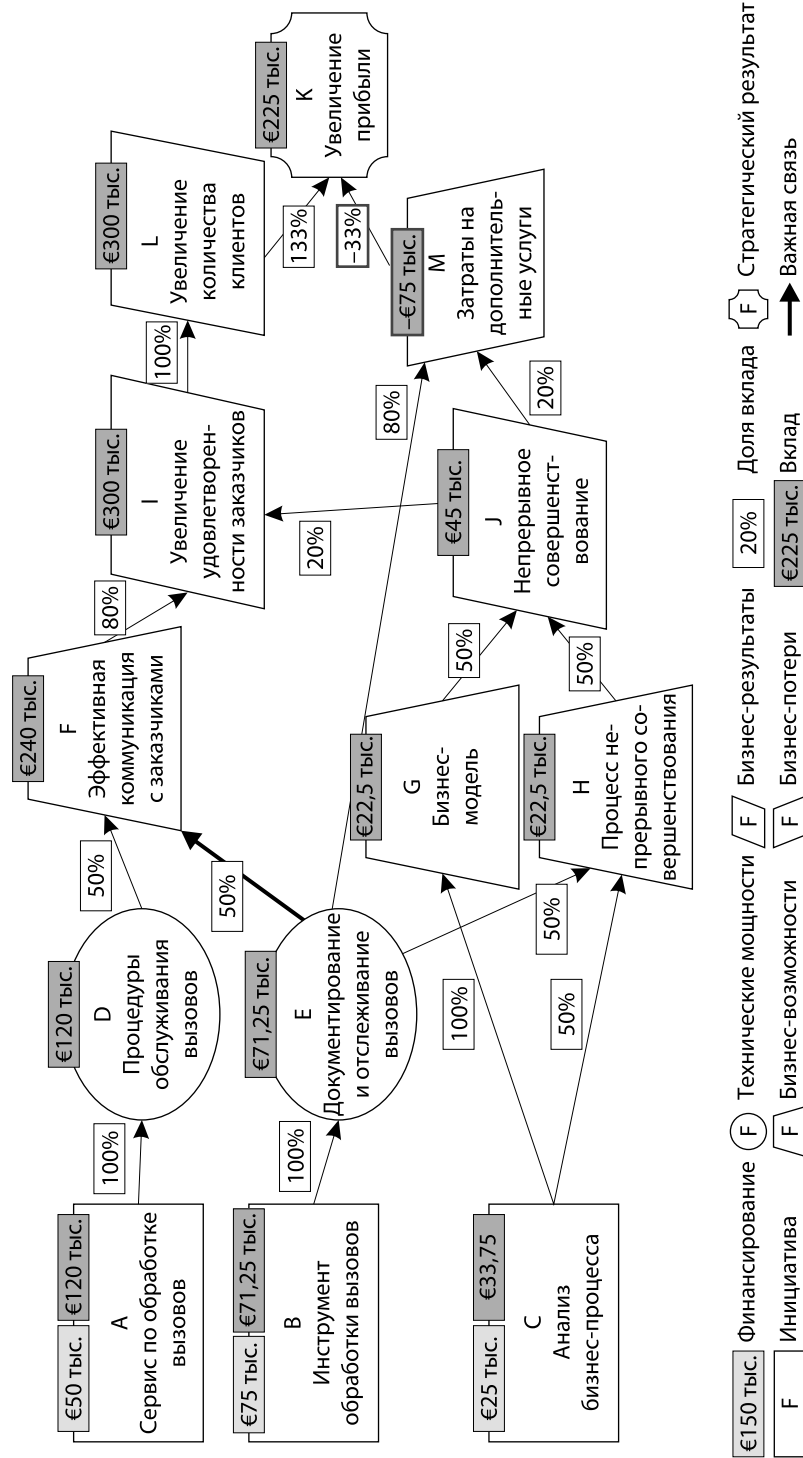 €50 тыс.
€120 тыс.
A
Сервис по обработке
вызовов
100%
€120 тыс.
D
Процедуры
обслуживания
вызовов
50%
€240 тыс.
F
Эффективная
коммуникация
с заказчиками
80%
€300 тыс.
I
Увеличение
удовлетворен-
ности заказчиков
100%
€300 тыс.
L
Увеличение
количества
клиентов
133%
€225 тыс.
K
Увеличение
прибыли
€75 тыс.
€71,25 тыс.
B
Инструмент
обработки вызовов
100%
€71,25 тыс.
E
Документирование
и отслеживание
вызовов
50%
80%
50%
20%
–33%
–€75 тыс.
M
Затраты на
дополнитель-
ные услуги
€25 тыс.
€33,75
C
Анализ
бизнес-процесса
100%
50%
€22,5 тыс.
G
Бизнес-
модель
50%
€22,5 тыс.
H
Процесс не-
прерывного со-
вершенствования
50%
€45 тыс.
J
Непрерывное
совершенст-
вование
20%
€150 тыс. Финансирование
F Технические мощности
F Бизнес-результаты
20% Доля вклада
F Стратегический результат
F Инициатива
F Бизнес-возможности
F Бизнес-потери
€225 тыс. Вклад
Важная связь